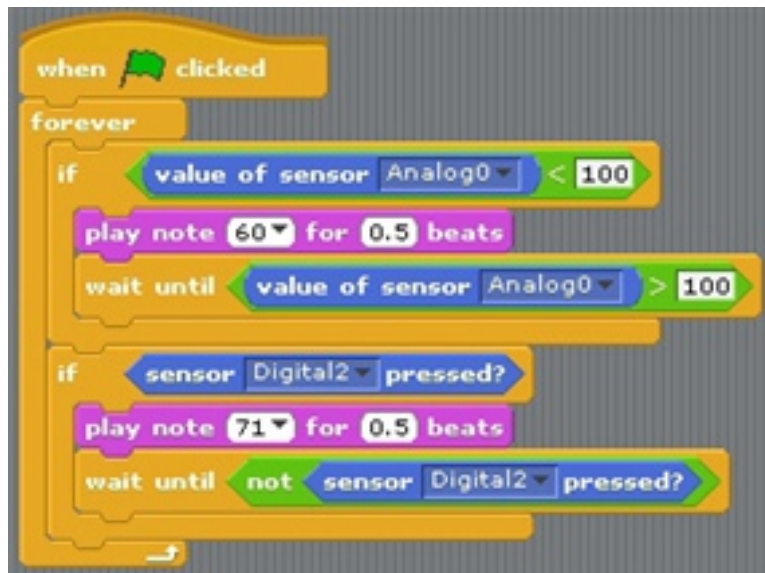 when clicked
forever
if value of sensor Analog0 < 100
play note 60 for 0.5 beats
wait until value of sensor Analog0 > 100
if sensor Digital2 pressed?
play note 71 for 0.5 beats
wait until not sensor Digital2 pressed?